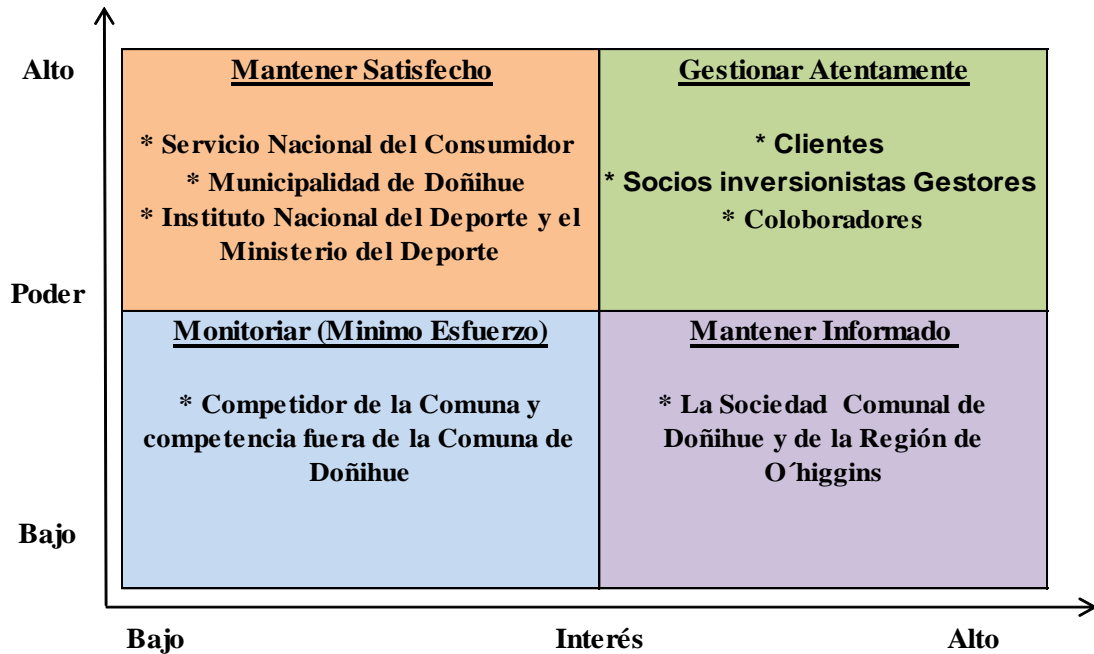 Alto
Mantener Satisfecho
* Servicio Nacional del Consumidor
* Municipalidad de Doñihue
* Instituto Nacional del Deporte y el
Ministerio del Deporte
Gestionar Atentamente
* Clientes
* Socios inversionistas Gestores
* Coloboradores
Poder
Monitoriar (Minimo Esfuerzo)
* Competidor de la Comuna y
competencia fuera de la Comuna de
Doñihue
Mantener Informado
* La Sociedad Comunal de
Doñihue y de la Región de
O´higgins
Bajo
Bajo
Interés
Alto